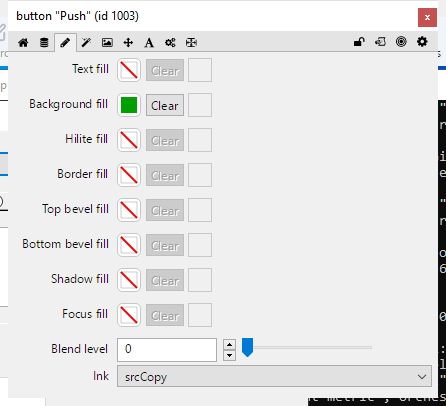 button "Push" (id 1003)
x
A
Text fill Clear
Background fill Clear
Hilite fill Clear
Border fill Clear
Top bevel fill Clear
Bottom bevel fill Clear
Shadow fill Clear
Focus fill Clear
Blend level 0
Ink srcCopy